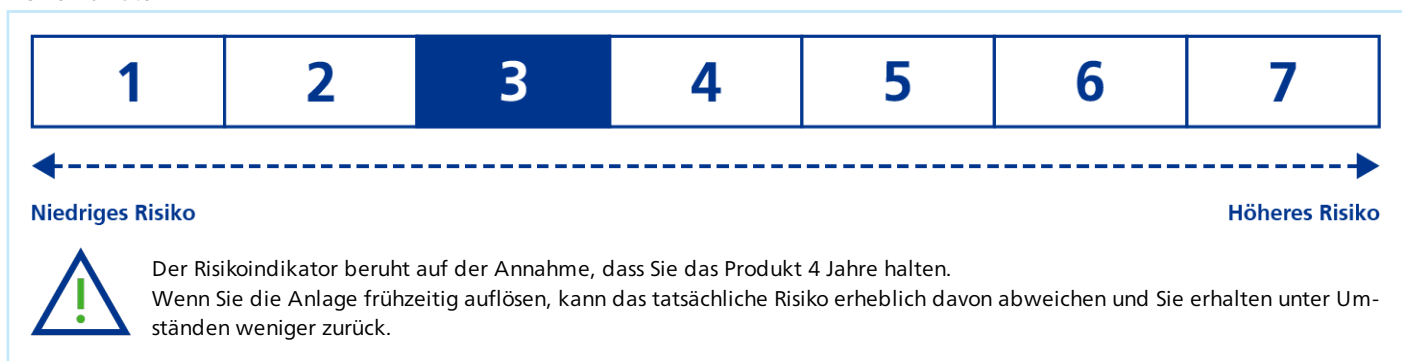 1 2 3 4 5 6 7
Niedriges Risiko Höheres Risiko
Der Risikoindikator beruht auf der Annahme, dass Sie das Produkt 4 Jahre halten.
Wenn Sie die Anlage frühzeitig auflösen, kann das tatsächliche Risiko erheblich davon abweichen und Sie erhalten unter Um-
ständen weniger zurück.